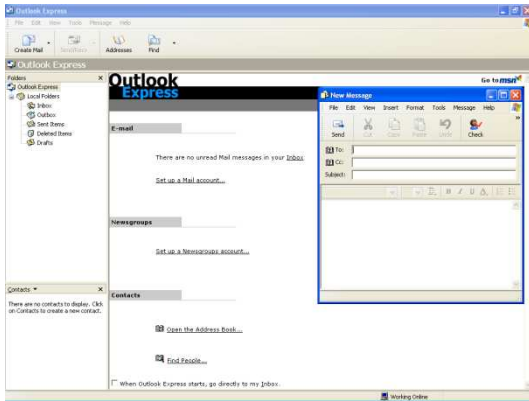 Outlook Express
File Edit View Tools Message Help
Create Mail Send/Recv Addresses Find
Outlook Express
Folders
Outlook Express
Local Folders
Inbox
Outbox
Sent Items
Deleted Items
Drafts
Contacts
There are no contacts to display. Click
on Contacts to create a new contact.
Outlook
Express
Go to msn
E-mail
There are no unread Mail messages in your Inbox
Set up a Mail account...
Newsgroups
Set up a Newsgroups account...
Contacts
Open the Address Book...
Find People...
When Outlook Express starts, go directly to my Inbox.
New Message
File Edit View Insert Format Tools Message Help
Send Cut Copy Paste Undo Check
To:
Cc:
Subject:
B I U A
Working Online